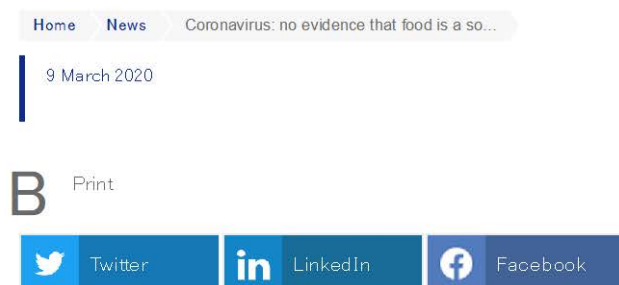 Home News Coronavirus: no evidence that food is a so...
9 March 2020
B Print
Twitter LinkedIn Facebook